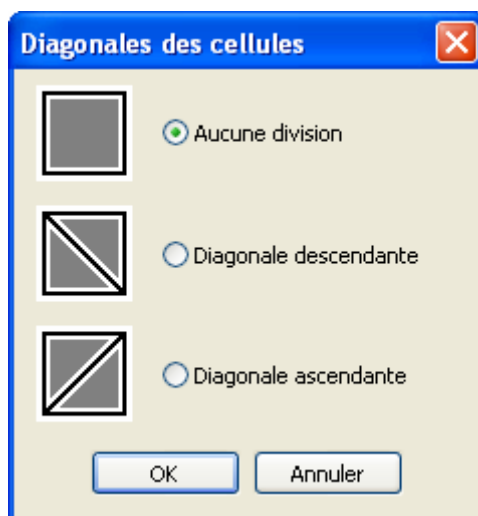 Diagonales des cellules
Aucune division
Diagonale descendante
Diagonale ascendante
OK Annuler